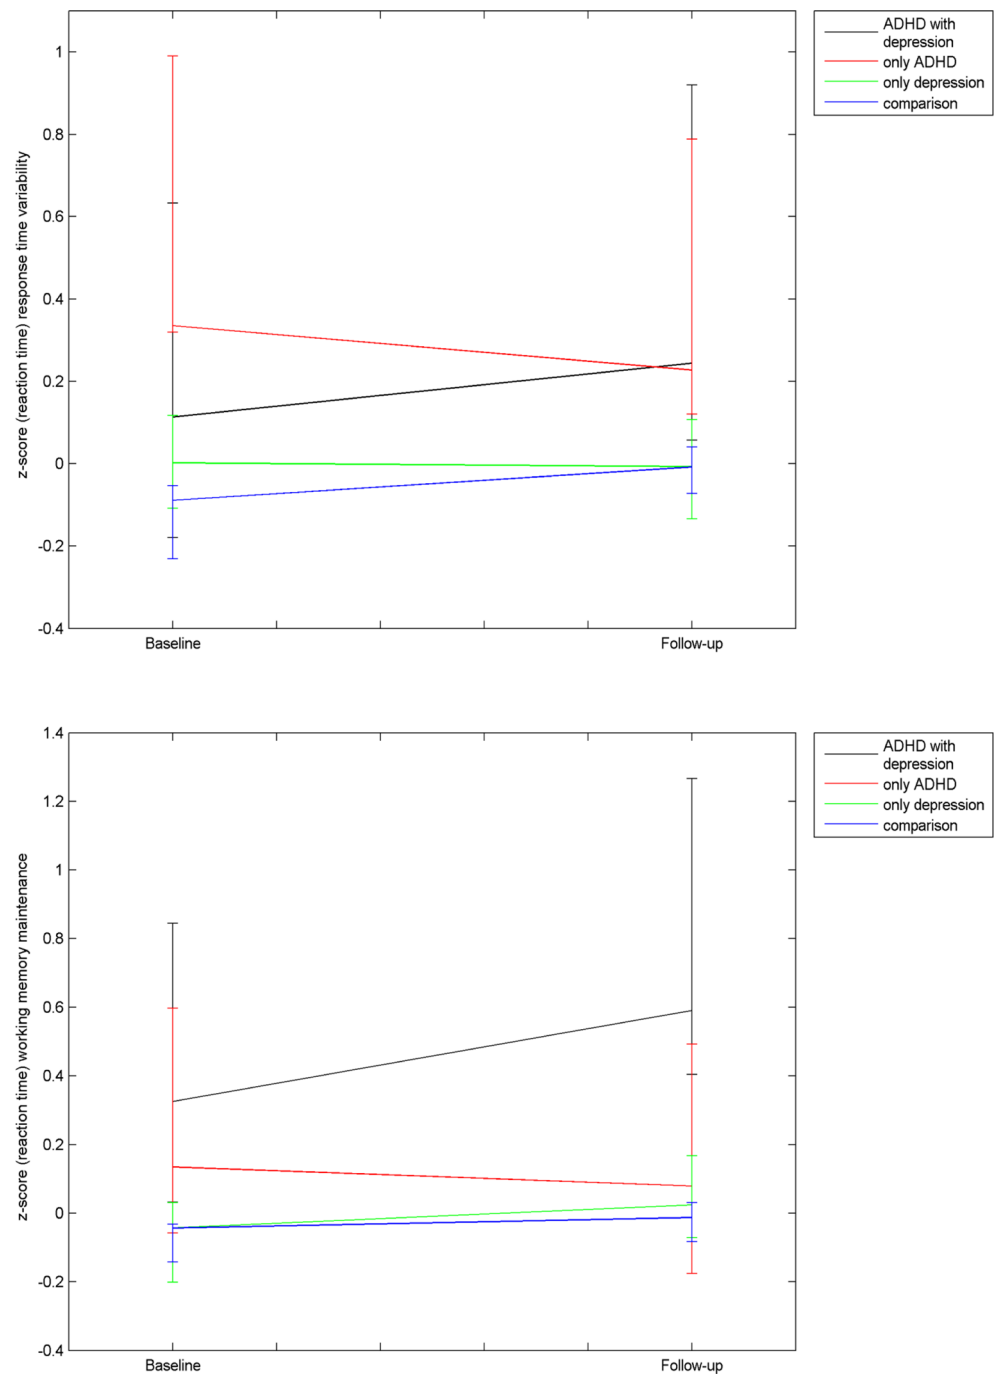 1
0.8
0.6
0.4
0.2
0
-0.2
-0.4
z-score (reaction time) response time variability
Baseline
Follow-up
ADHD with
depression
only ADHD
only depression
comparison
1.4
1.2
1
0.8
0.6
0.4
0.2
0
-0.2
-0.4
z-score (reaction time) working memory maintenance
Baseline
Follow-up
ADHD with
depression
only ADHD
only depression
comparison